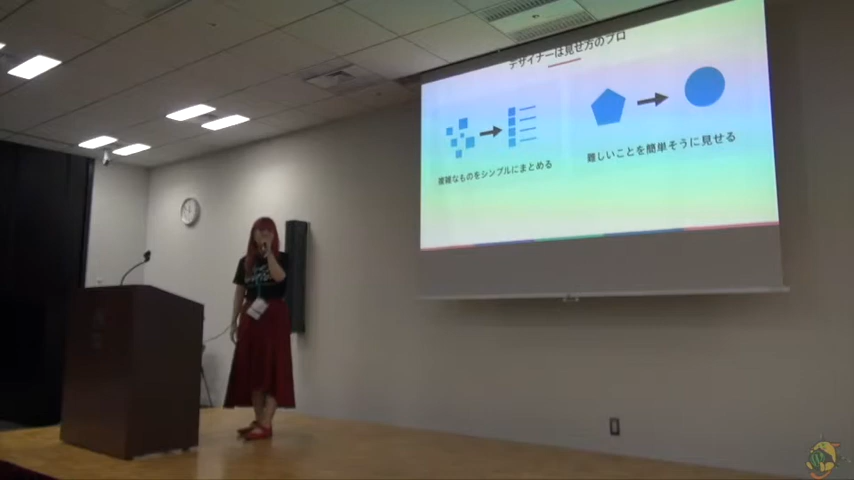 デザイナーは見せ方のプロ
複雑なものをシンプルにまとめる
難しいことを簡単そうに見せる